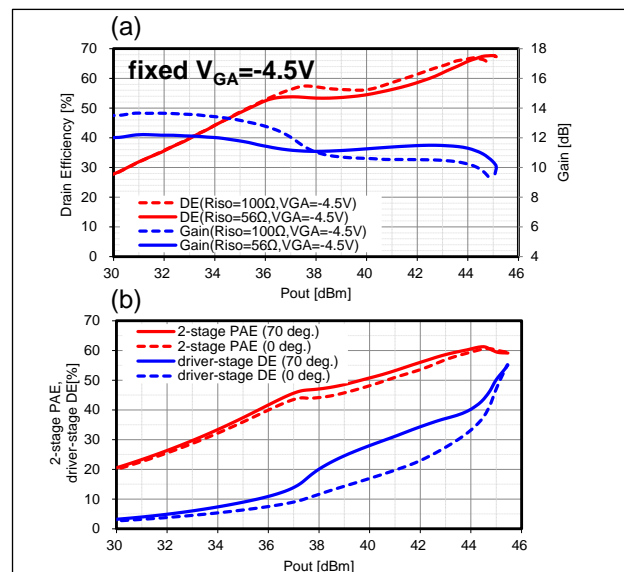 (a)
fixed VGA=-4.5V
Drain Efficiency [%]
70
60
50
40
30
20
10
0
18
16
14
12
10
8
6
4
Gain [dB]
DE(Riso=100Ω,VGA=-4.5V)
DE(Riso=56Ω,VGA=-4.5V)
Gain(Riso=100Ω,VGA=-4.5V)
Gain(Riso=56Ω,VGA=-4.5V)
30 32 34 36 38 40 42 44 46
Pout [dBm]
(b)
2-stage PAE,
driver-stage DE[%]
70
60
50
40
30
20
10
0
2-stage PAE (70 deg.)
2-stage PAE (0 deg.)
driver-stage DE (70 deg.)
driver-stage DE (0 deg.)
30 32 34 36 38 40 42 44 46
Pout [dBm]